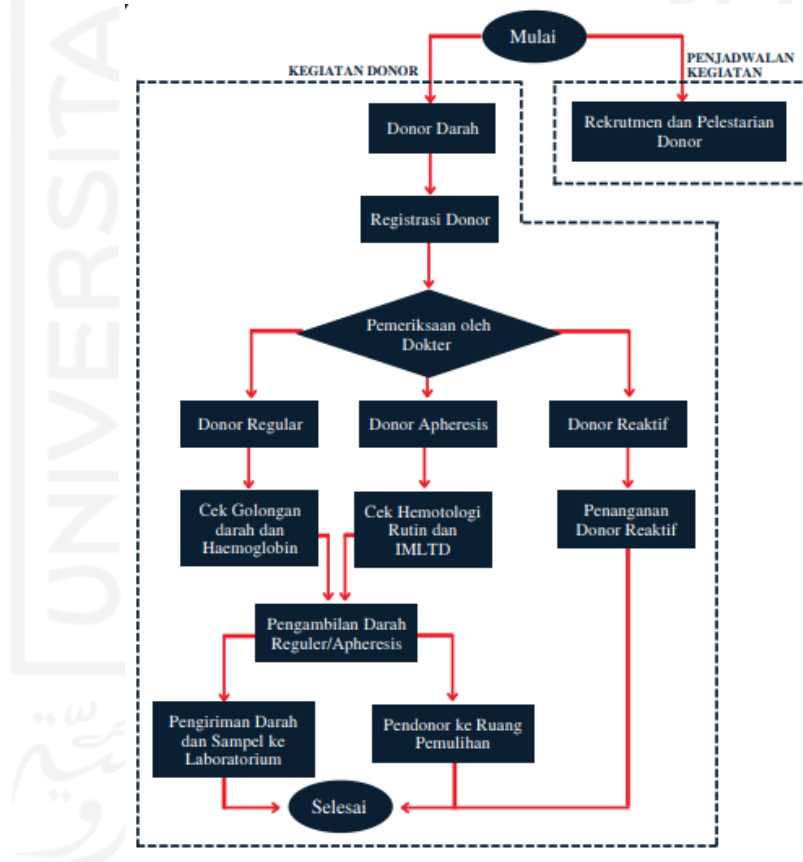 Mulai
KEGIATAN DONOR
PENJADWALAN
KEGIATAN
Donor Darah
Rekrutmen dan Pelestarian
Donor
Registrasi Donor
Pemeriksaan oleh
Dokter
Donor Regular
Donor Apheresis
Donor Reaktif
Cek Golongan
darah dan
Haemoglobin
Cek Hemotologi
Rutin dan
IMLTD
Penanganan
Donor Reaktif
Pengambilan Darah
Reguler/Apheresis
Pengiriman Darah
dan Sampel ke
Laboratorium
Pendonor ke Ruang
Pemulihan
Selesai
UNIVERSITA